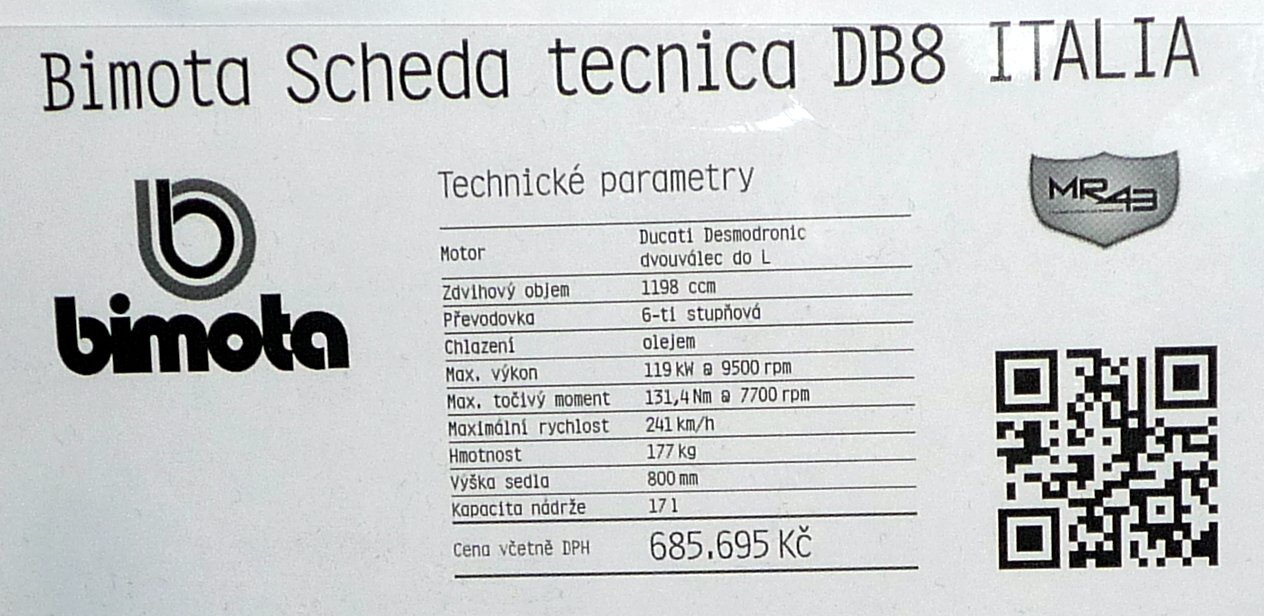 Bimota Scheda tecnica DB8 ITALIA
bimota
Technické parametry
MR43
Motor Ducati Desmodronic
dvouválec do L
Zdvihový objem 1198 ccm
Převodovka 6-ti stupňová
Chlazení olejem
Max. výkon 119 kW @ 9500 rpm
Max. točivý moment 131,4 Nm @ 7700 rpm
Maximální rychlost 241 km/h
Hmotnost 177 kg
Výška sedla 800 mm
Kapacita nádrže 17 l
Cena včetně DPH 685.695 Kč